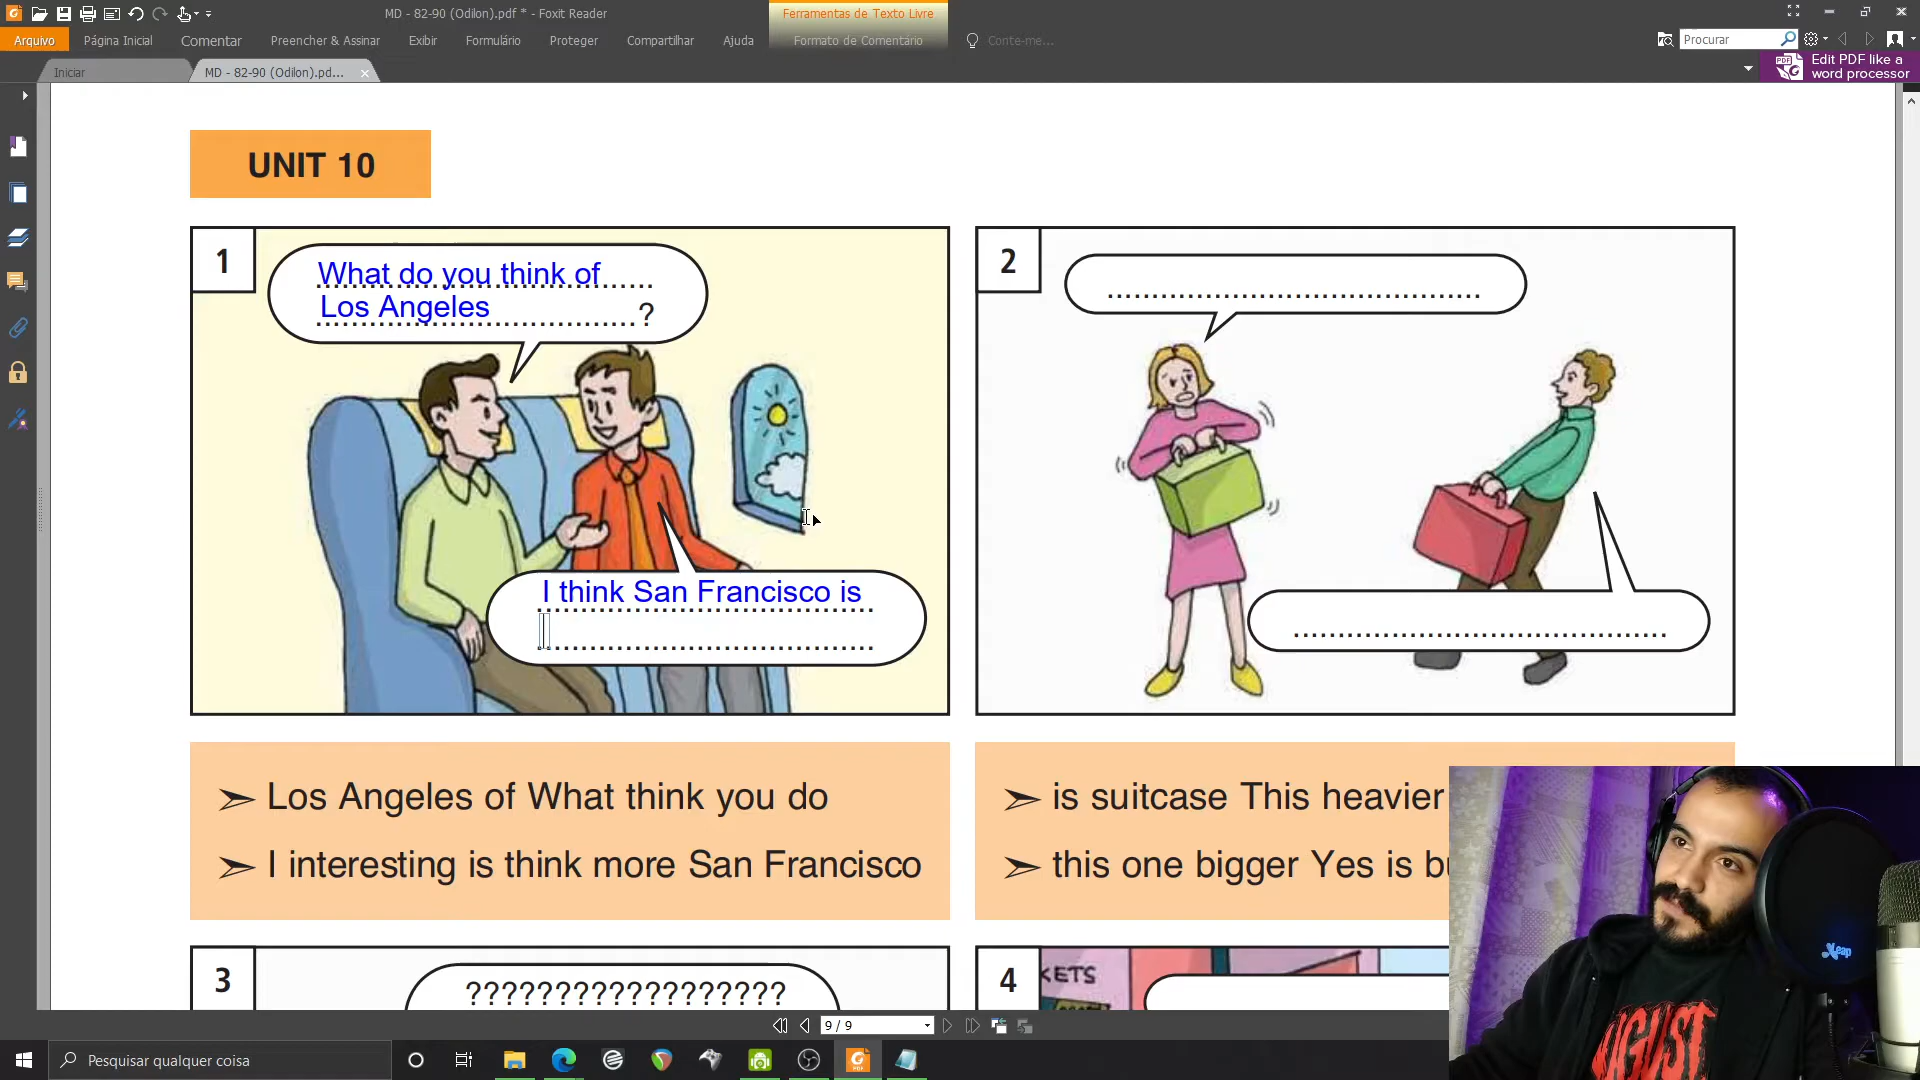 MD - 82-90 (Odilon).pdf * - Foxit Reader
Ferramentas de Texto Livre
Arquivo
Página Inicial
Comentar
Preencher & Assinar
Exibir
Formulário
Proteger
Compartilhar
Ajuda
Formato de Comentário
Conte-me...
Procurar
Iniciar
MD - 82-90 (Odilon).pd...
Edit PDF like a
word processor
UNIT 10
1
What do you think of
Los Angeles ?
I think San Francisco is
2
Los Angeles of What think you do
I interesting is think more San Francisco
is suitcase This heavier
this one bigger Yes is
3
??????????????????
4
KETS
9 / 9
Pesquisar qualquer coisa
AUGUST